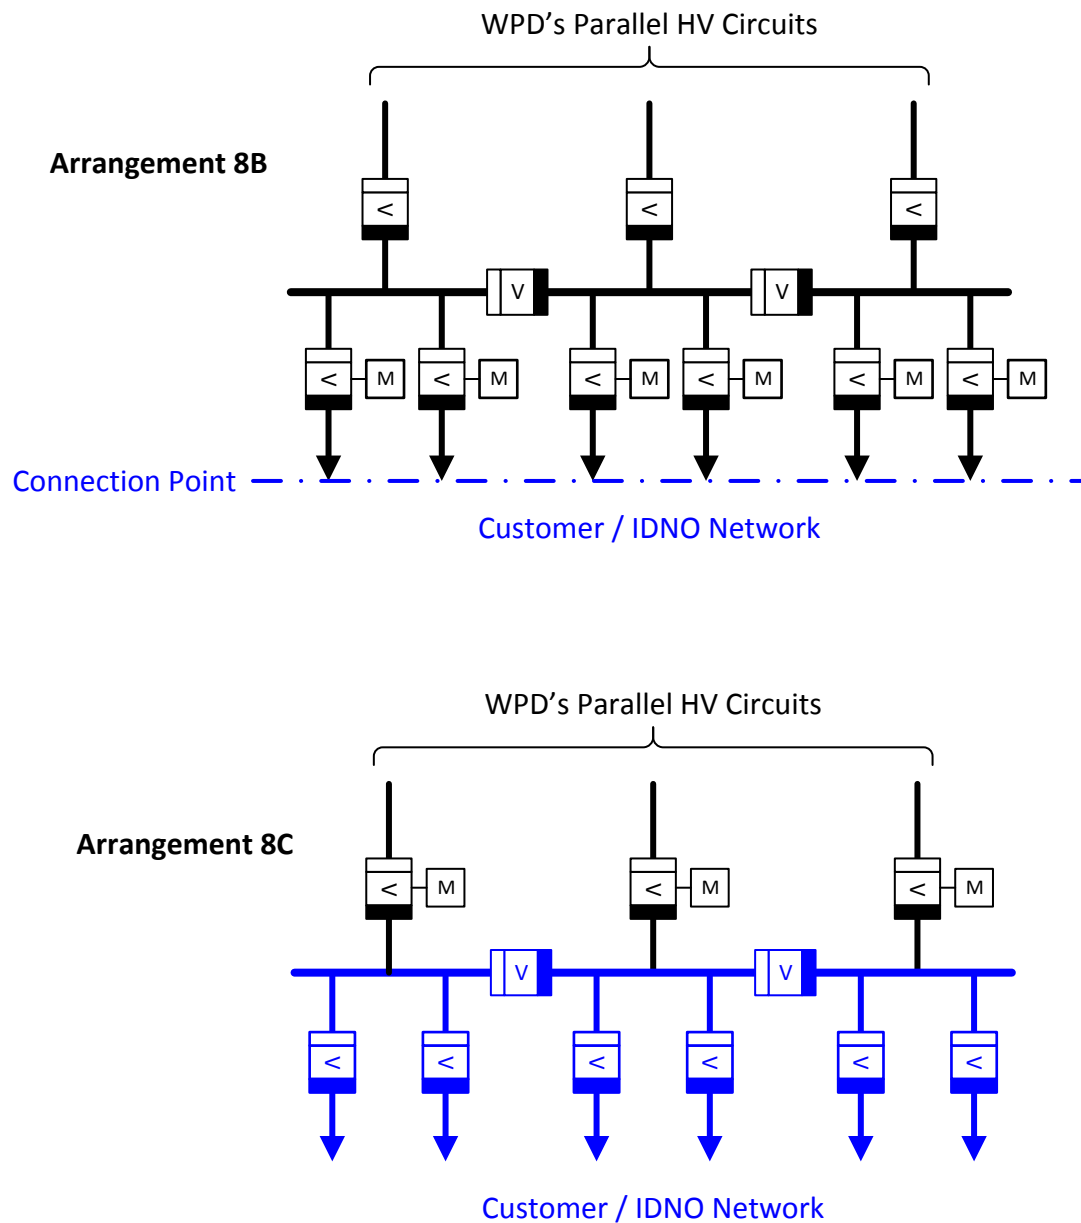 WPD's Parallel HV Circuits
Arrangement 8B
< < <
V V
< M < M < M < M < M < M
Connection Point
Customer / IDNO Network
WPD's Parallel HV Circuits
Arrangement 8C
< M < M < M
V V
< < < < < <
Customer / IDNO Network